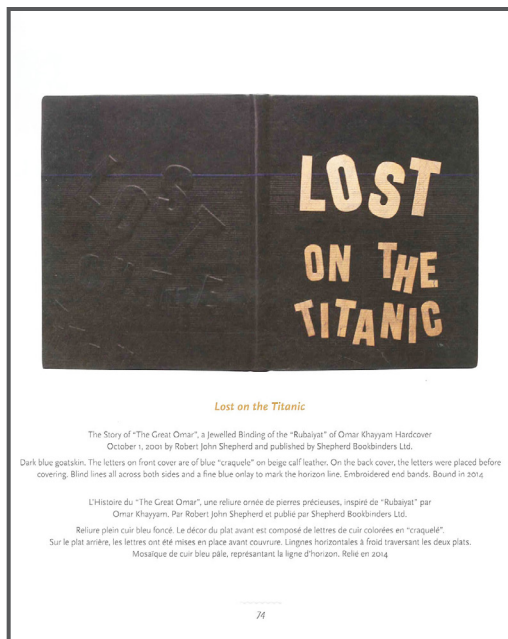 LOST
ON THE
TITANIC
LOST
ON THE
Lost on the Titanic
The Story of "The Great Omar", a Jewelled Binding of the "Rubaiyat" of Omar Khayyam Hardcover
October 1, 2001 by Robert John Shepherd and published by Shepherd Bookbinders Ltd.
Dark blue goatskin. The letters on front cover are of blue "craquele" on beige calf leather. On the back cover, the letters were placed before
covering. Blind lines all across both sides and a fine blue onlay to mark the horizon line. Embroidered end bands. Bound in 2014
L'Histoire du "The Great Omar", une reliure ornée de pierres précieuses, inspiré de "Rubaiyat" par
Omar Khayyam. Par Robert John Shepherd et publié par Shepherd Bookbinders Ltd.
Reliure plein cuir bleu foncé. Le décor du plat avant est composé de lettres de cuir colorées en "craquelé".
Sur le plat arrière, les lettres ont été mises en place avant couvrure. Lingnes horizontales à froid traversant les deux plats.
Mosaïque de cuir bleu pâle, représantant la ligne d'horizon. Relié en 2014
74